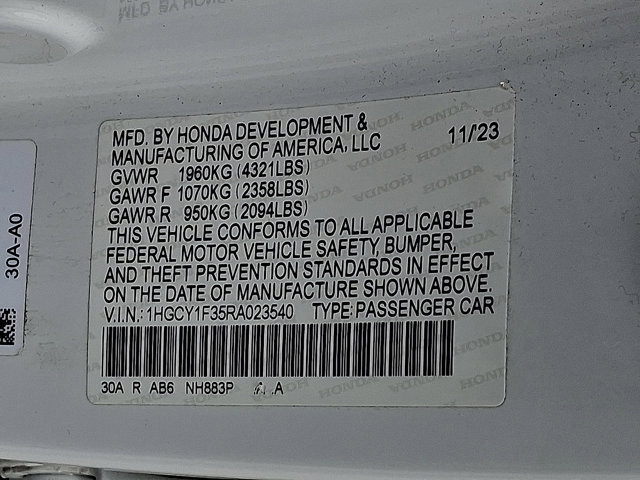 MFD. BY HONDA DEVELOPMENT &
MANUFACTURING OF AMERICA, LLC 11/23
GVWR 1960KG (4321LBS)
GAWR F 1070KG (2358LBS)
GAWR R 950KG (2094LBS)
THIS VEHICLE CONFORMS TO ALL APPLICABLE
FEDERAL MOTOR VEHICLE SAFETY, BUMPER,
AND THEFT PREVENTION STANDARDS IN EFFECT
ON THE DATE OF MANUFACTURE SHOWN ABOVE.
V.I.N.: 1HGCY1F35RA023540 TYPE: PASSENGER CAR
30A R AB6 NH883P A
30A-A0